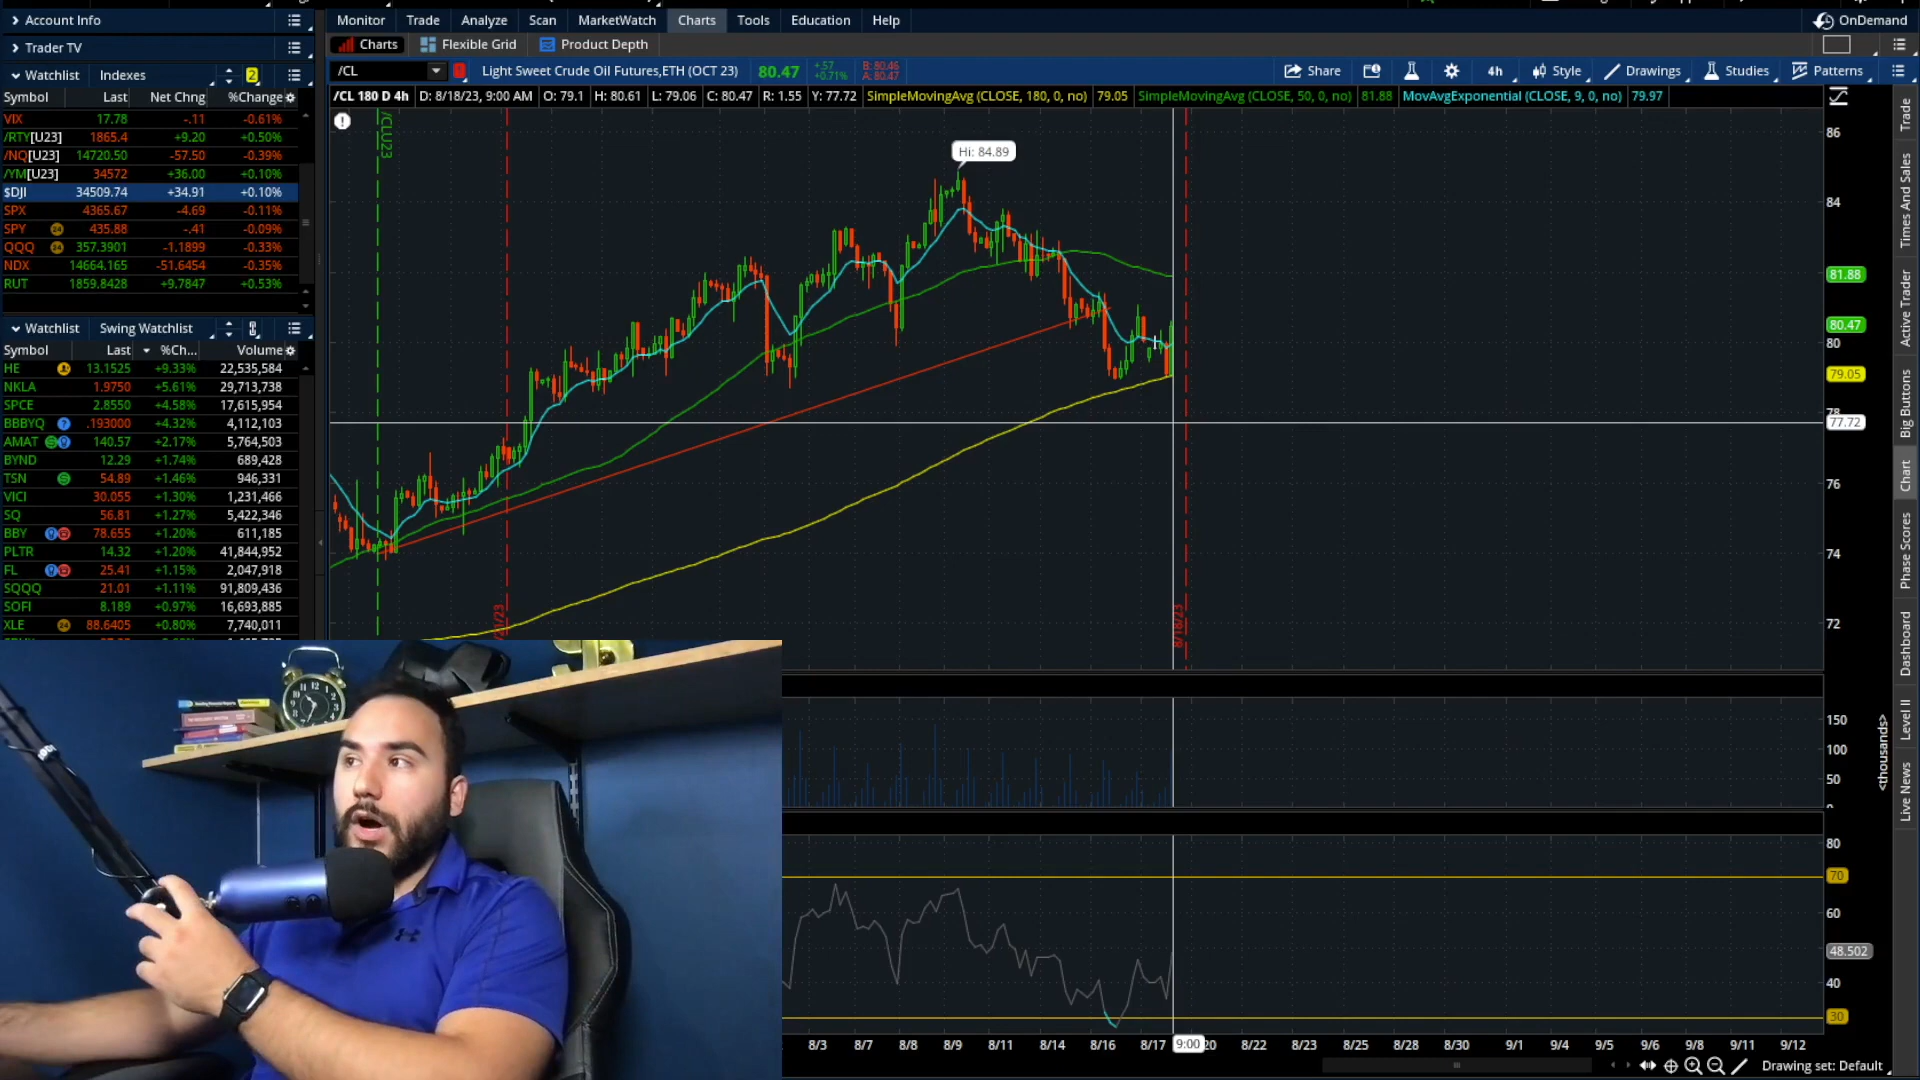 Account Info
Trader TV
Watchlist Indexes 2
Symbol Last Net Chng %Change
VIX 17.78 -.11 -0.61%
/RTY[U23] 1865.4 +9.20 +0.50%
/NQ[U23] 14720.50 -57.50 -0.39%
/YM[U23] 34572 +36.00 +0.10%
$DJI 34509.74 +34.91 +0.10%
SPX 4365.67 -4.69 -0.11%
SPY 24 435.88 -.41 -0.09%
QQQ 24 357.3901 -1.1899 -0.33%
NDX 14664.165 -51.6454 -0.35%
RUT 1859.8428 +9.7847 +0.53%
Watchlist Swing Watchlist
Symbol Last %Ch... Volume
HE 13.1525 +9.33% 22,535,584
NKLA 1.9750 +5.61% 29,713,738
SPCE 2.8550 +4.58% 17,615,954
BBBYQ ? .193000 +4.32% 4,112,103
AMAT 140.57 +2.17% 5,764,503
BYND 12.29 +1.74% 689,428
TSN 54.89 +1.46% 946,331
VICI 30.055 +1.30% 1,231,466
SQ 56.81 +1.27% 5,422,346
BBY 78.655 +1.20% 611,185
PLTR 14.32 +1.20% 41,844,952
FL 25.41 +1.15% 2,047,918
SQQQ 21.01 +1.11% 91,809,436
SOFI 8.189 +0.97% 16,693,885
XLE 24 88.6405 +0.80% 7,740,011
Monitor Trade Analyze Scan MarketWatch Charts Tools Education Help OnDemand
Charts Flexible Grid Product Depth
/CL Light Sweet Crude Oil Futures,ETH (OCT 23) 80.47 +.57 +0.71% B: 80.46 A: 80.47 Share 4h Style Drawings Studies Patterns
/CL 180 D 4h D: 8/18/23, 9:00 AM O: 79.1 H: 80.61 L: 79.06 C: 80.47 R: 1.55 Y: 77.72 SimpleMovingAvg (CLOSE, 180, 0, no) 79.05 SimpleMovingAvg (CLOSE, 50, 0, no) 81.88 MovAvgExponential (CLOSE, 9, 0, no) 79.97
/CLU23
Hi: 84.89
86
84
81.88
80.47
80
79.05
78
77.72
76
74
72
8/18/23
150
100
50
0
<thousands>
80
70
60
48.502
40
30
8/3 8/7 8/8 8/9 8/11 8/14 8/16 8/17 9:00 20 8/22 8/23 8/25 8/28 8/30 9/1 9/4 9/5 9/6 9/8 9/11 9/12
Drawing set: Default
Trade
Times And Sales
Active Trader
Big Buttons
Chart
Phase Scores
Dashboard
Level II
Live News